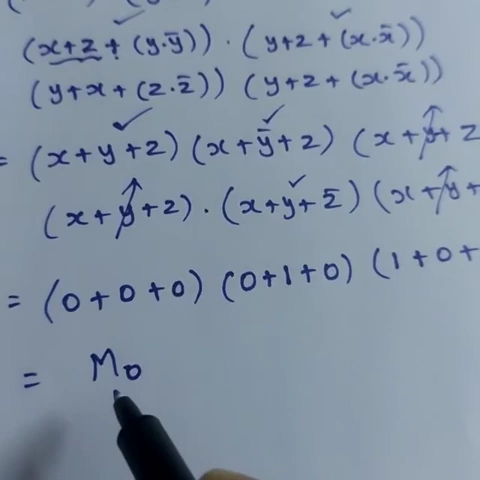 (x+z+(y.ȳ)).(y+z+(x.x̄))
(y+x+(z.z̄))(y+z+(x.x̄))
= (x+y+z)(x+ȳ+z)(x+y+z
(x+y+z).(x+y+z̄)(x+y+
= (0+0+0)(0+1+0)(1+0+
= M₀